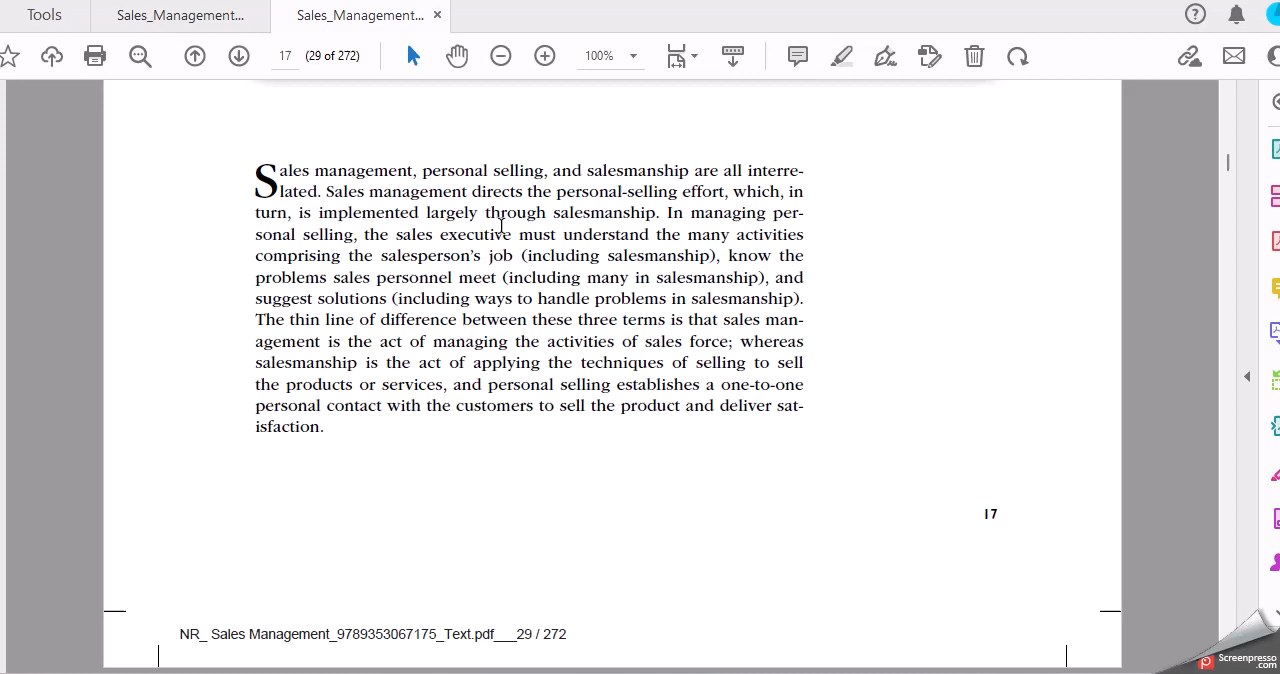 Tools
Sales_Management...
Sales_Management... ×
17 (29 of 272)
100%
Sales management, personal selling, and salesmanship are all interre-
lated. Sales management directs the personal-selling effort, which, in
turn, is implemented largely through salesmanship. In managing per-
sonal selling, the sales executive must understand the many activities
comprising the salesperson's job (including salesmanship), know the
problems sales personnel meet (including many in salesmanship), and
suggest solutions (including ways to handle problems in salesmanship).
The thin line of difference between these three terms is that sales man-
agement is the act of managing the activities of sales force; whereas
salesmanship is the act of applying the techniques of selling to sell
the products or services, and personal selling establishes a one-to-one
personal contact with the customers to sell the product and deliver sat-
isfaction.
17
NR_ Sales Management_9789353067175_Text.pdf___29 / 272
Screenpresso
.com